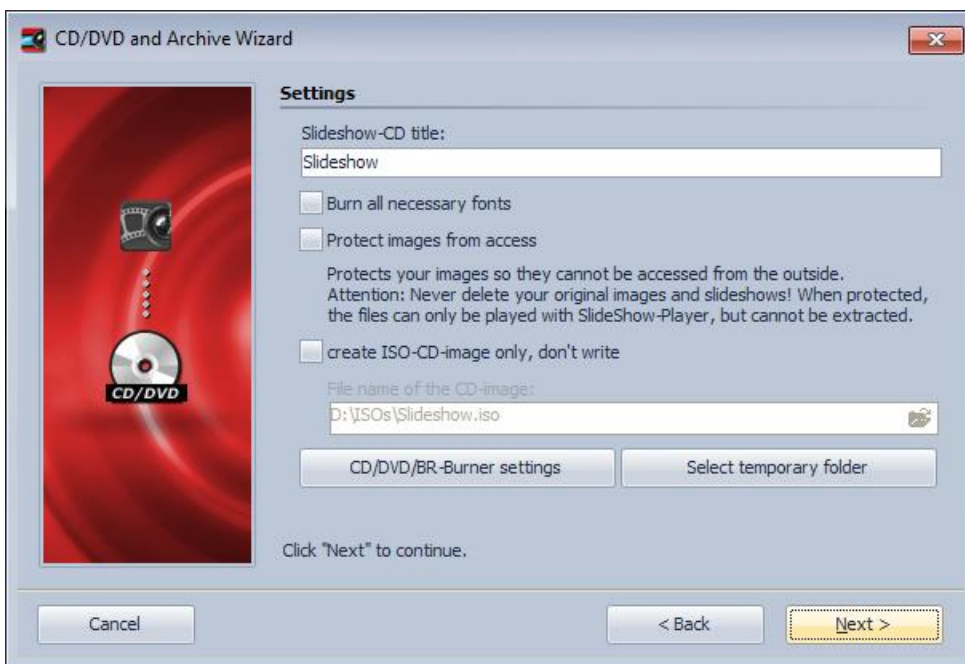 CD/DVD and Archive Wizard
Settings
Slideshow-CD title:
Slideshow
Burn all necessary fonts
Protect images from access
Protects your images so they cannot be accessed from the outside.
Attention: Never delete your original images and slideshows! When protected,
the files can only be played with SlideShow-Player, but cannot be extracted.
create ISO-CD-image only, don't write
File name of the CD-image:
D:\ISOs\Slideshow.iso
CD/DVD/BR-Burner settings
Select temporary folder
CD/DVD
Click "Next" to continue.
Cancel
< Back
Next >